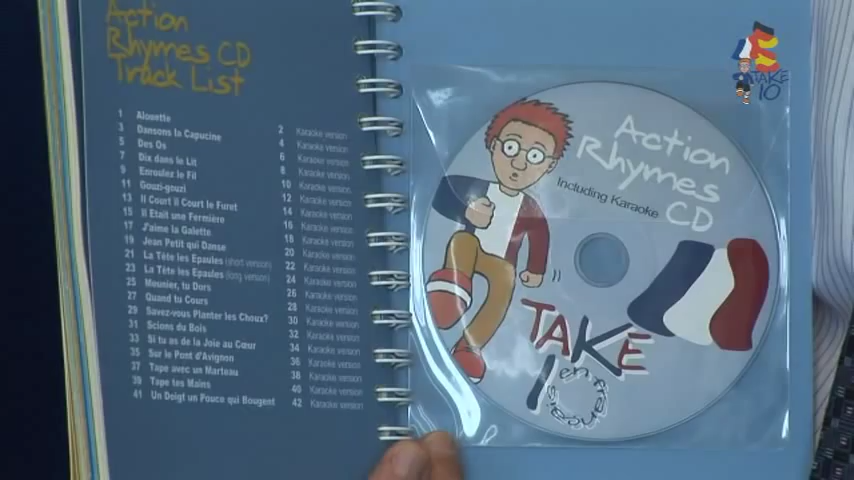 Action
Rhymes CD
Track List
1 Alouette 2 Karaoke version
3 Dansons la Capucine 4 Karaoke version
5 Des Os 6 Karaoke version
7 Dix dans le Lit 8 Karaoke version
9 Enroulez le Fil 10 Karaoke version
11 Gouzi-gouzi 12 Karaoke version
13 Il Court il Court le Furet 14 Karaoke version
15 Il Etait une Fermière 16 Karaoke version
17 J'aime la Galette 18 Karaoke version
19 Jean Petit qui Danse 20 Karaoke version
21 La Tête les Epaules (short version) 22 Karaoke version
23 La Tête les Epaules (long version) 24 Karaoke version
25 Meunier, tu Dors 26 Karaoke version
27 Quand tu Cours 28 Karaoke version
29 Savez-vous Planter les Choux? 30 Karaoke version
31 Scions du Bois 32 Karaoke version
33 Si tu as de la Joie au Cœur 34 Karaoke version
35 Sur le Pont d'Avignon 36 Karaoke version
37 Tape avec un Marteau 38 Karaoke version
39 Tape tes Mains 40 Karaoke version
41 Un Doigt un Pouce qui Bougent 42 Karaoke version
Action
Rhymes
CD
Including Karaoke
TAKE
10
en français
TAKE
10